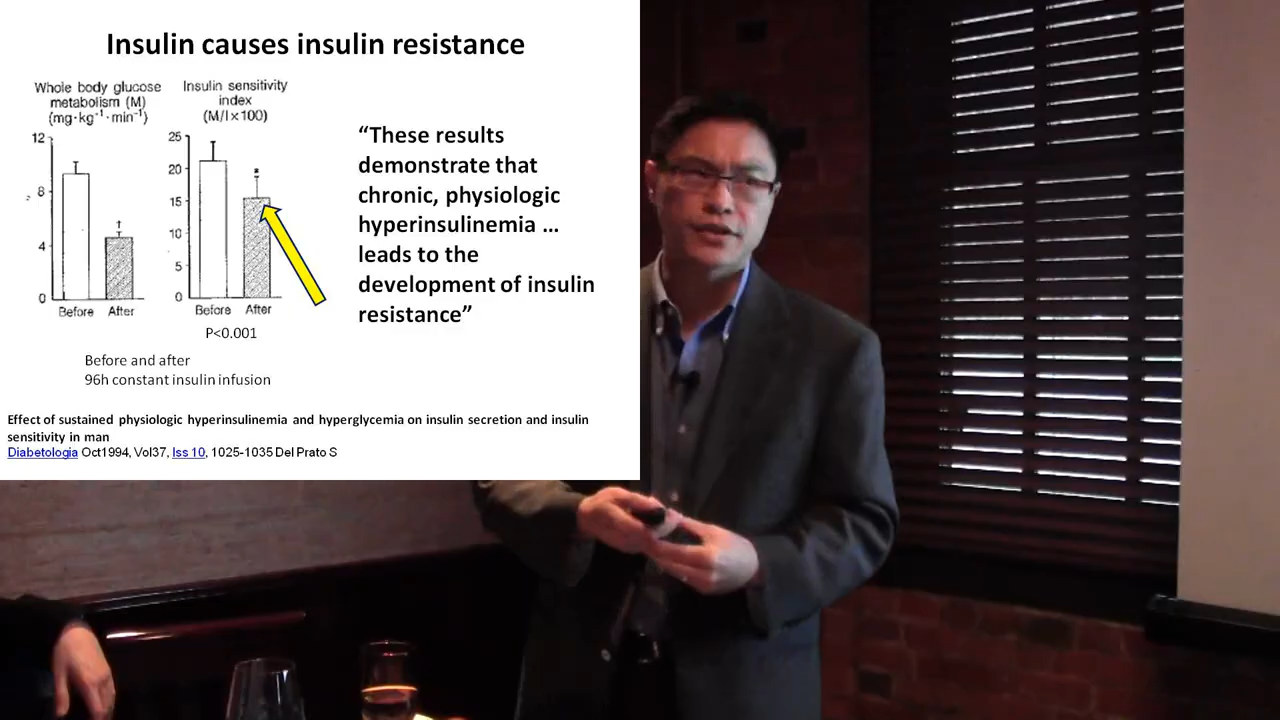 Insulin causes insulin resistance
Whole body glucose
metabolism (M)
(mg·kg⁻¹·min⁻¹)
12
8
4
0
†
Before After
Insulin sensitivity
index
(M/I×100)
25
20
15
10
5
0
*
Before After
P<0.001
Before and after
96h constant insulin infusion
“These results
demonstrate that
chronic, physiologic
hyperinsulinemia ...
leads to the
development of insulin
resistance”
Effect of sustained physiologic hyperinsulinemia and hyperglycemia on insulin secretion and insulin
sensitivity in man
Diabetologia Oct1994, Vol37, Iss 10, 1025-1035 Del Prato S